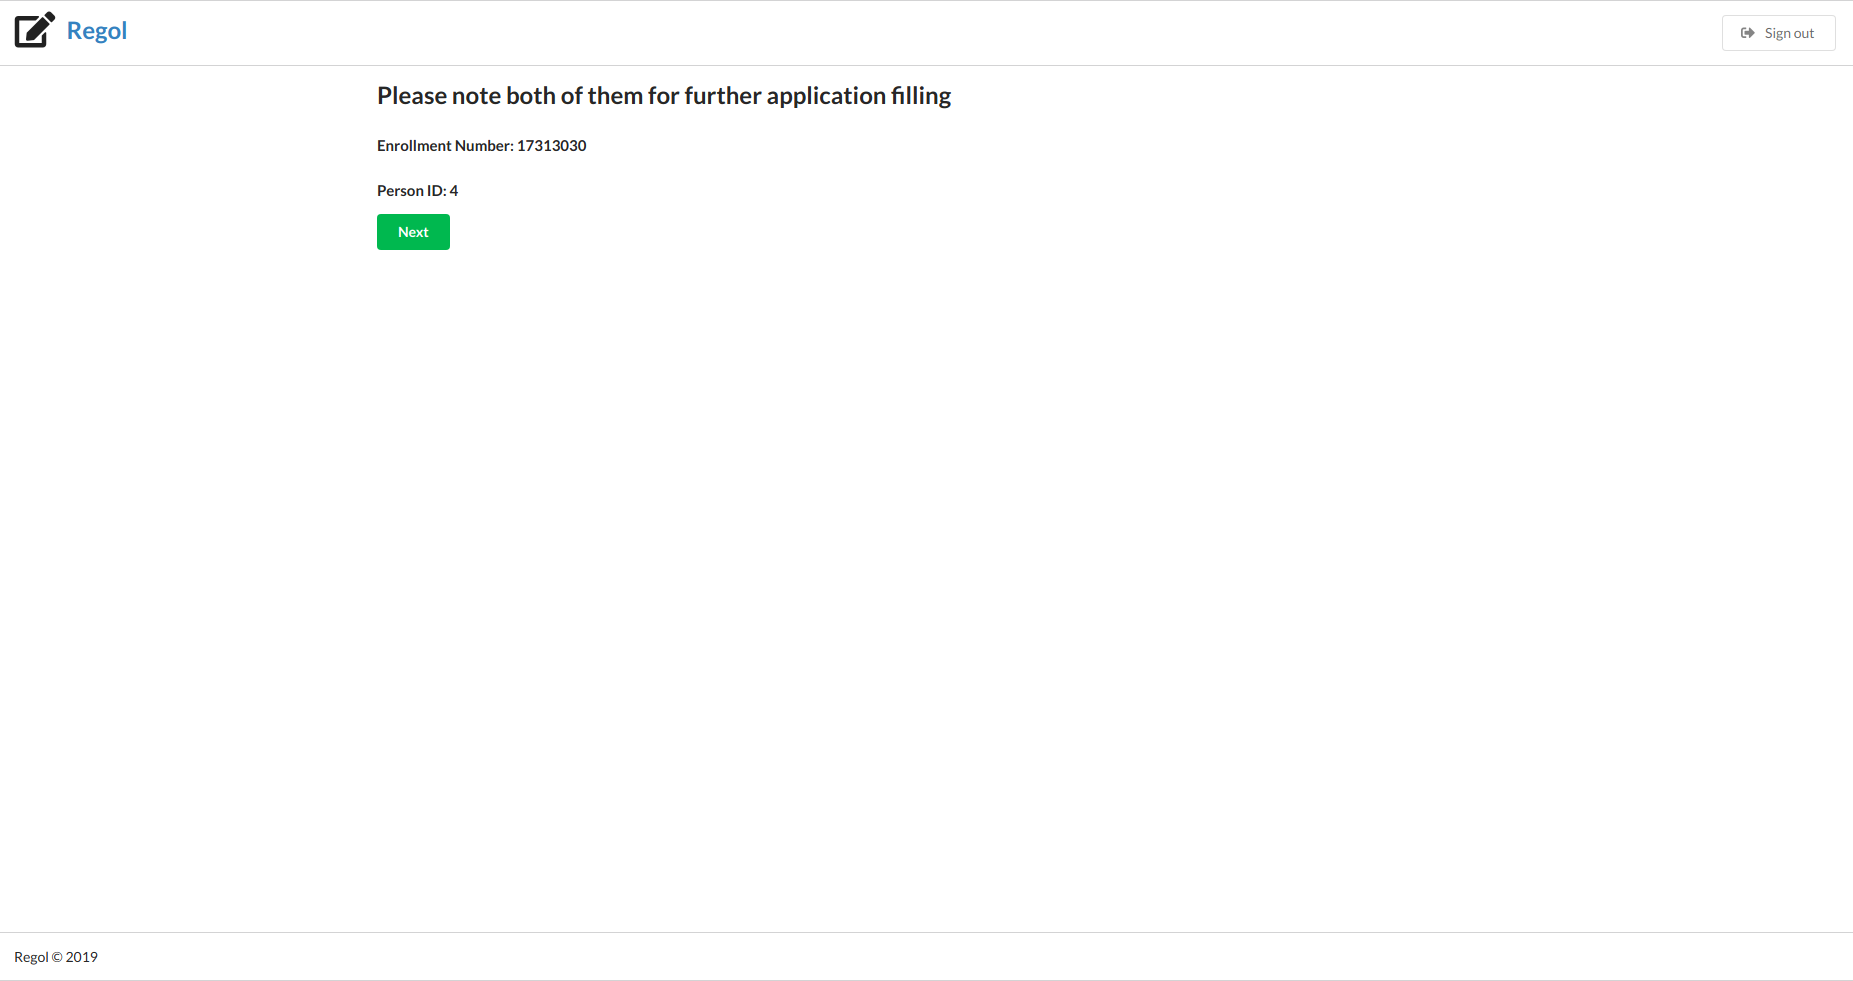 Regol
Sign out
Please note both of them for further application filling
Enrollment Number: 17313030
Person ID: 4
Next
Regol © 2019